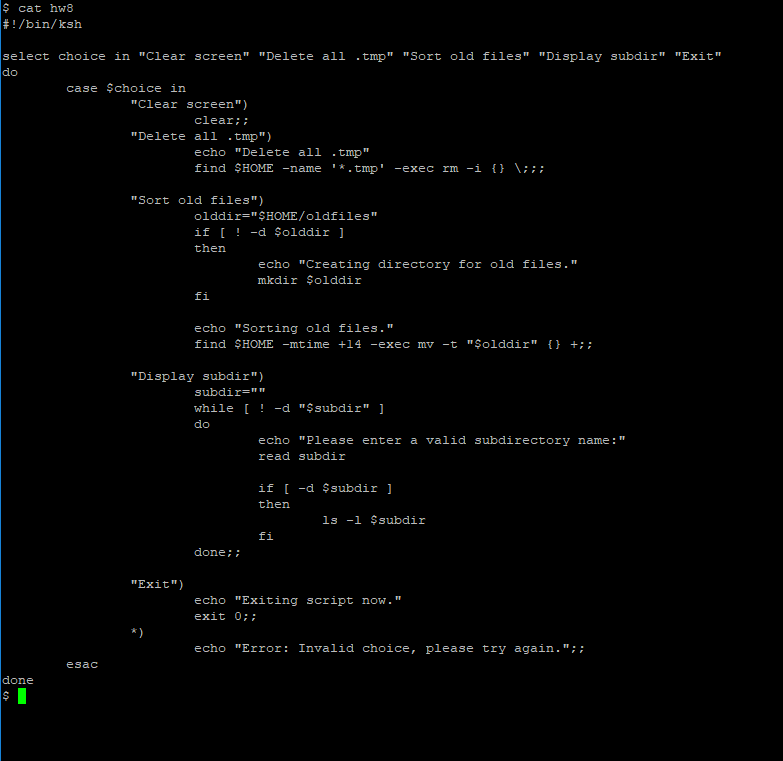 $ cat hw8
#!/bin/ksh
select choice in "Clear screen" "Delete all .tmp" "Sort old files" "Display subdir" "Exit"
do
case $choice in
"Clear screen")
clear;;
"Delete all .tmp")
echo "Delete all .tmp"
find $HOME -name '*.tmp' -exec rm -i {} \;;;
"Sort old files")
olddir="$HOME/oldfiles"
if [ ! -d $olddir ]
then
echo "Creating directory for old files."
mkdir $olddir
fi
echo "Sorting old files."
find $HOME -mtime +14 -exec mv -t "$olddir" {} +;;
"Display subdir")
subdir=""
while [ ! -d "$subdir" ]
do
echo "Please enter a valid subdirectory name:"
read subdir
if [ -d $subdir ]
then
ls -l $subdir
fi
done;;
"Exit")
echo "Exiting script now."
exit 0;;
*)
echo "Error: Invalid choice, please try again.";;
esac
done
$